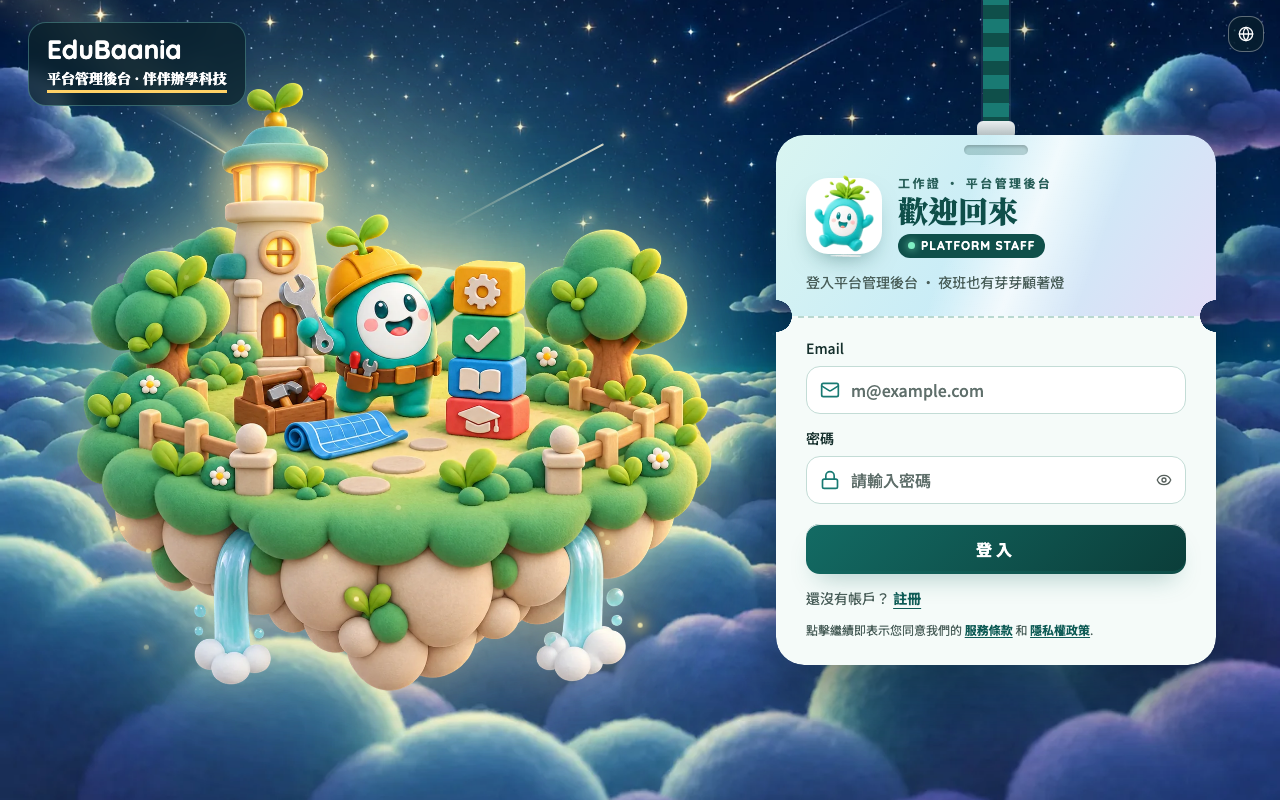 EduBaania
平台管理後台 · 伴伴辦學科技
工作證 · 平台管理後台
歡迎回來
PLATFORM STAFF
登入平台管理後台 · 夜班也有芽芽顧著燈
Email
m@example.com
密碼
請輸入密碼
登入
還沒有帳戶？ 註冊
點擊繼續即表示您同意我們的 服務條款 和 隱私權政策.